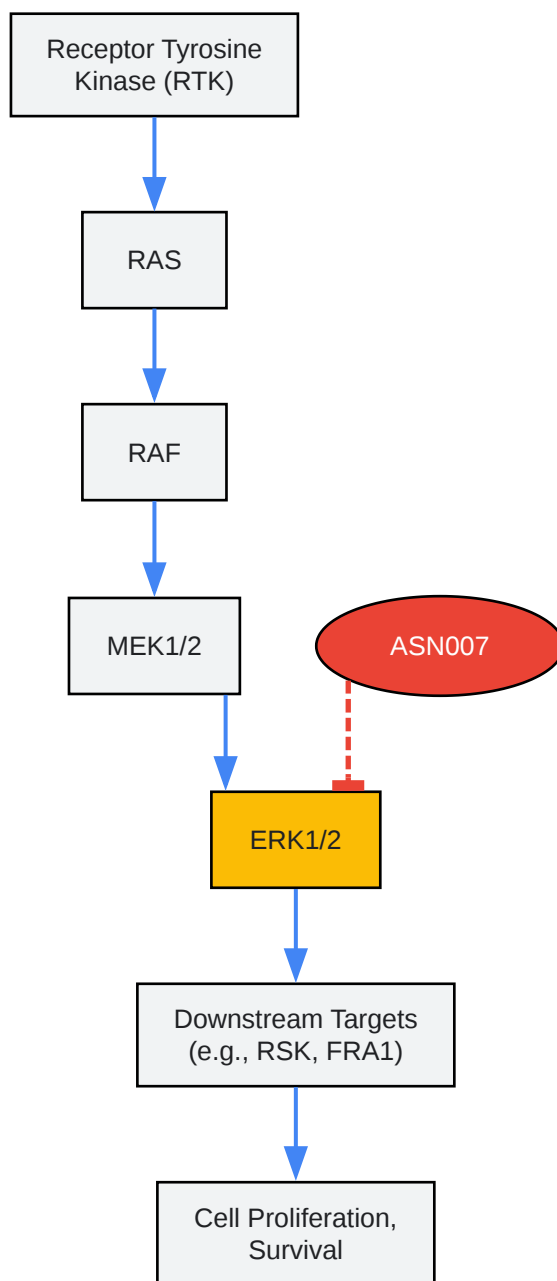 Receptor Tyrosine
Kinase (RTK)
RAS
RAF
MEK1/2
ASN007
ERK1/2
Downstream Targets
(e.g., RSK, FRA1)
Cell Proliferation,
Survival